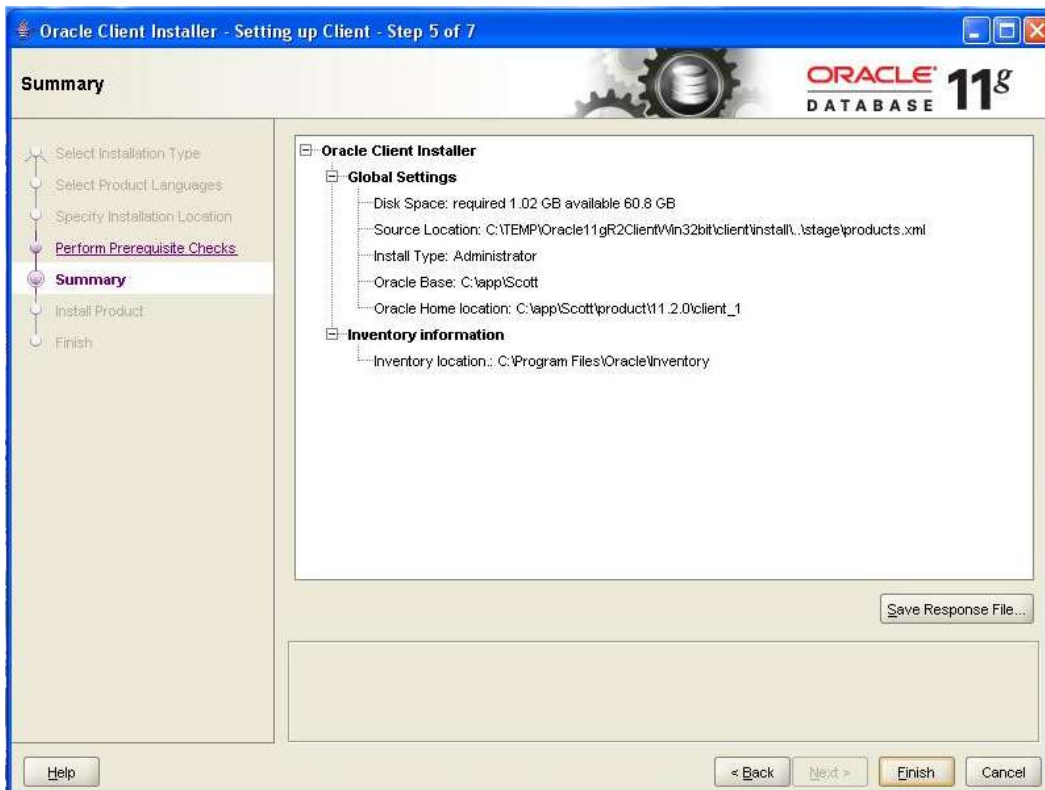 Oracle Client Installer - Setting up Client - Step 5 of 7
Summary
ORACLE
DATABASE 11g
Select Installation Type
Select Product Languages
Specify Installation Location
Perform Prerequisite Checks
Summary
Install Product
Finish
Oracle Client Installer
Global Settings
Disk Space: required 1.02 GB available 60.8 GB
Source Location: C:\TEMP\Oracle11gR2Client\Win32bit\client\install\..\stage\products.xml
Install Type: Administrator
Oracle Base: C:\app\Scott
Oracle Home location: C:\app\Scott\product\11.2.0\client_1
Inventory information
Inventory location.: C:\Program Files\Oracle\Inventory
Save Response File...
Help
< Back
Next >
Finish
Cancel